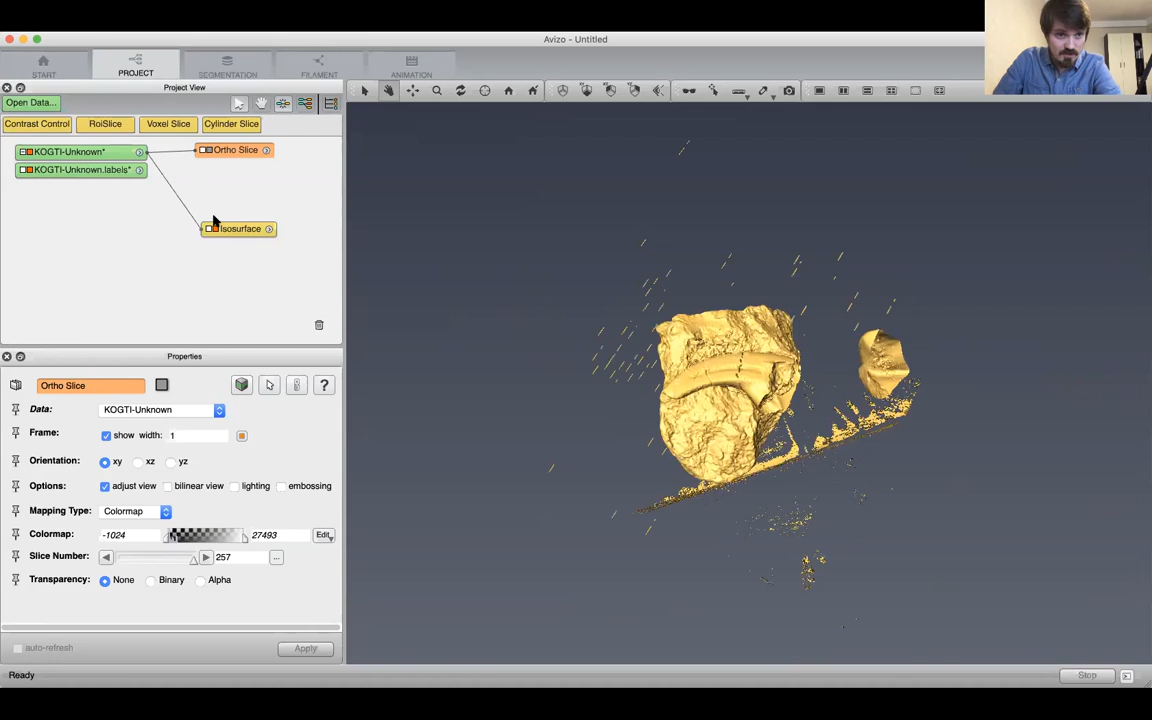 Avizo - Untitled
START
PROJECT
SEGMENTATION
FILAMENT
ANIMATION
Project View
Open Data...
Contrast Control
RoiSlice
Voxel Slice
Cylinder Slice
KOGTI-Unknown*
Ortho Slice
KOGTI-Unknown.labels*
Isosurface
Properties
Ortho Slice
?
Data: KOGTI-Unknown
Frame: show width: 1
Orientation: xy xz yz
Options: adjust view bilinear view lighting embossing
Mapping Type: Colormap
Colormap: -1024 27493 Edit
Slice Number: 257 ...
Transparency: None Binary Alpha
auto-refresh
Apply
Ready
Stop